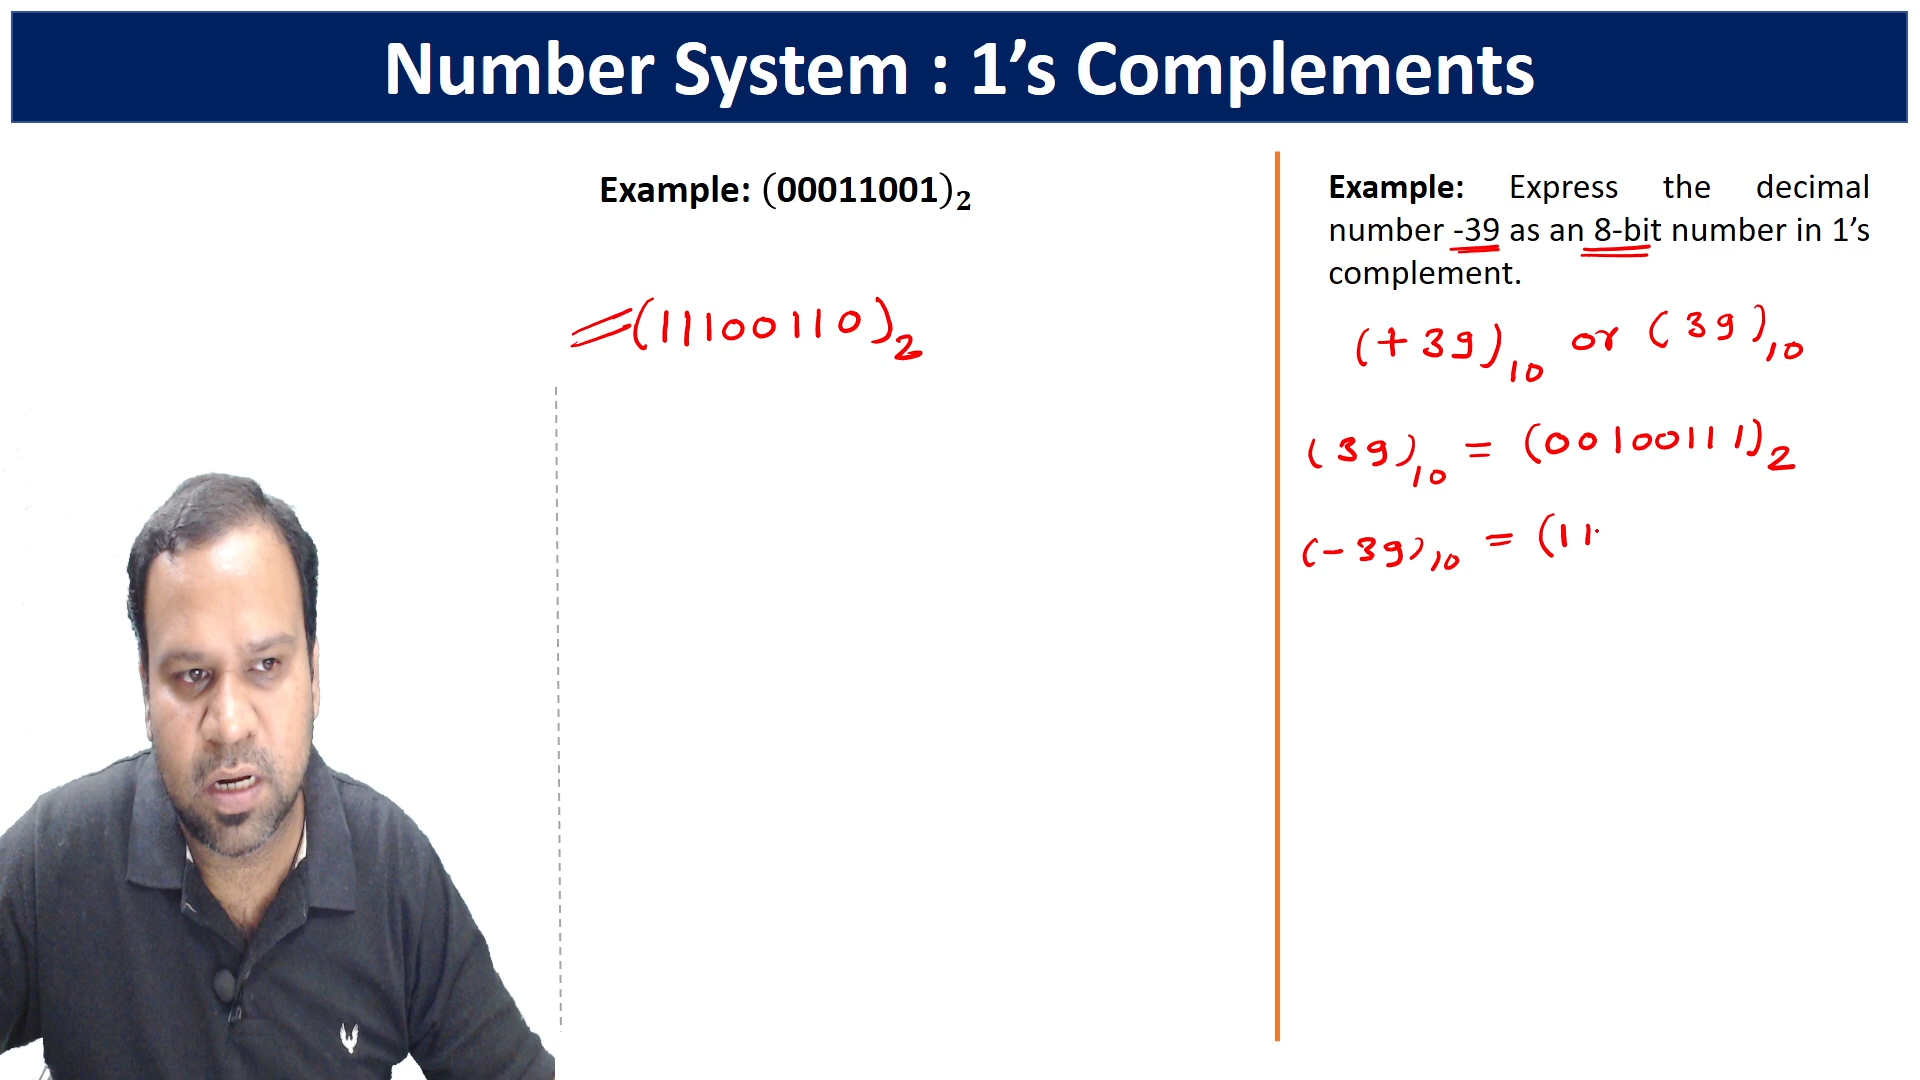 Number System : 1’s Complements
Example: (00011001)₂
=(11100110)₂
Example: Express the decimal
number -39 as an 8-bit number in 1’s
complement.
(+39)₁₀ or (39)₁₀
(39)₁₀ = (00100111)₂
(-39)₁₀ = (11